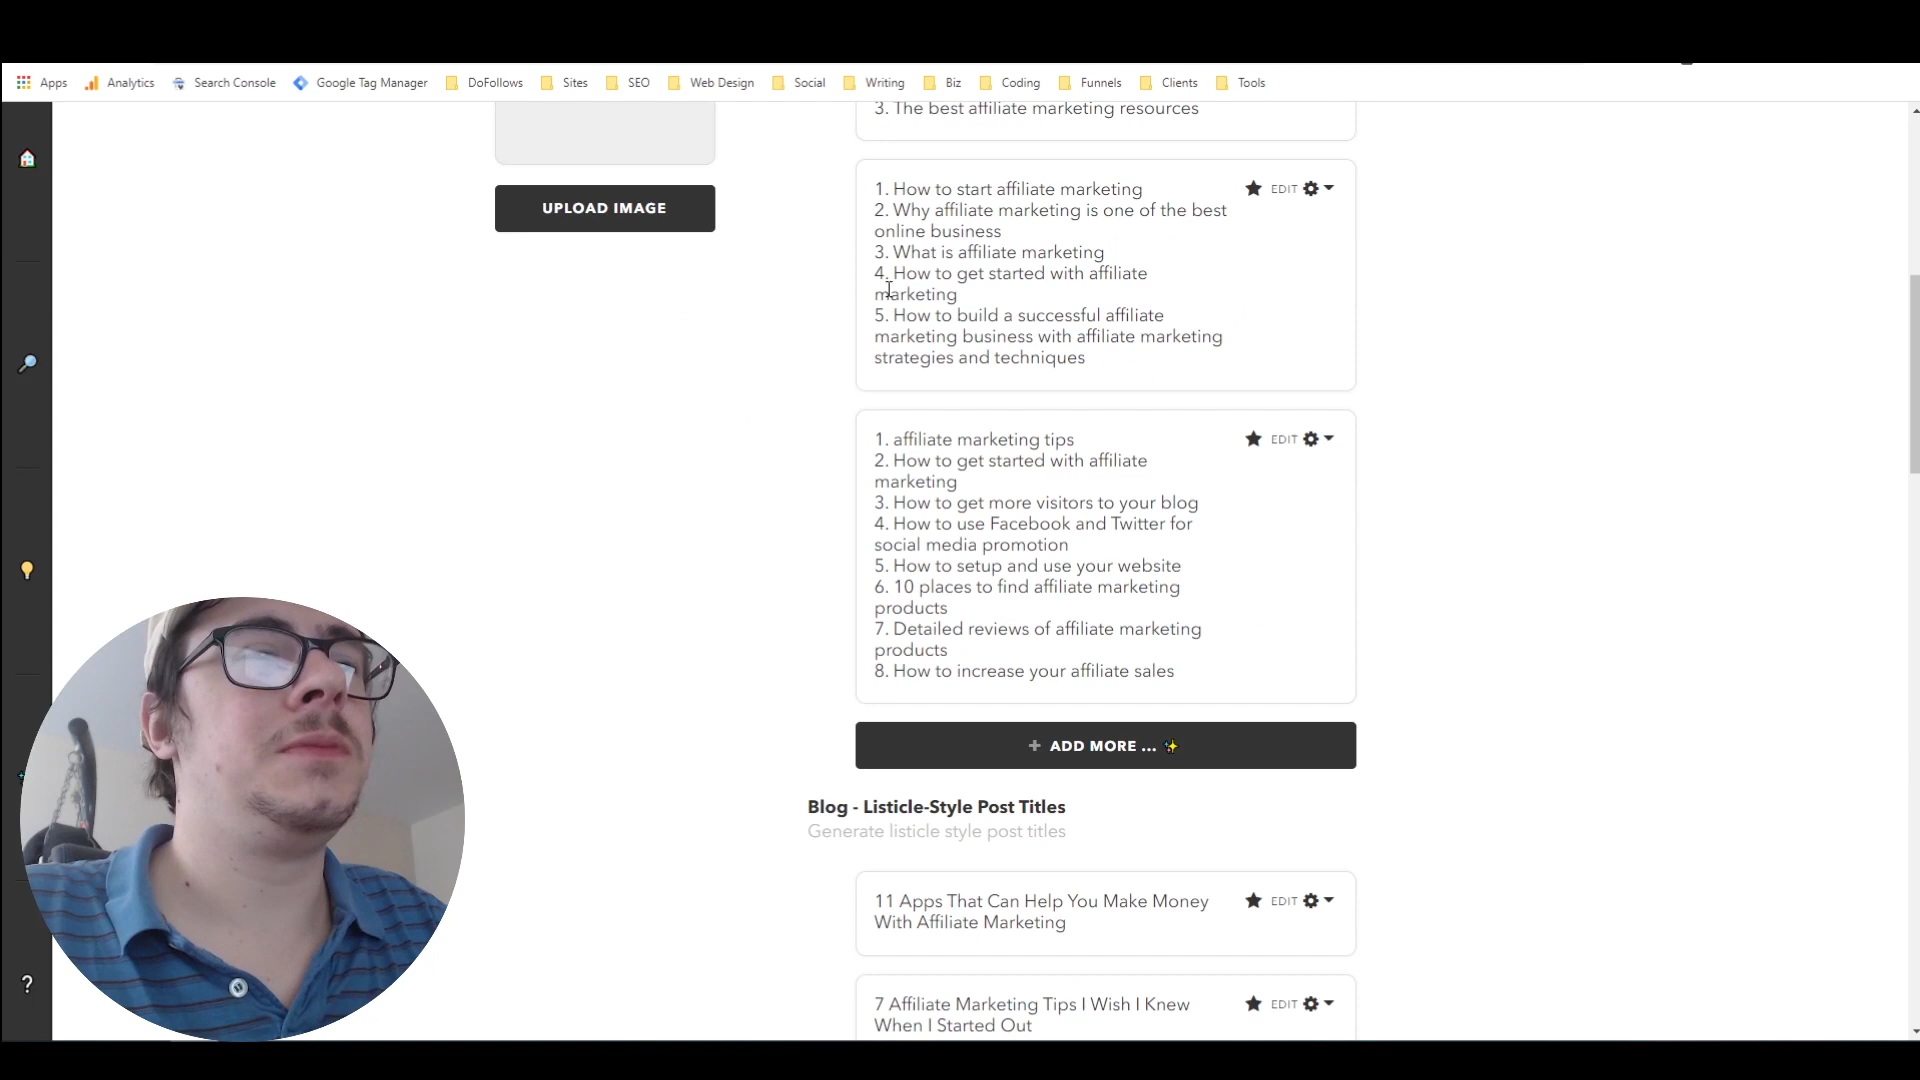 Apps Analytics Search Console Google Tag Manager DoFollows Sites SEO Web Design Social Writing Biz Coding Funnels Clients Tools
3. The best affiliate marketing resources
UPLOAD IMAGE
1. How to start affiliate marketing
EDIT
2. Why affiliate marketing is one of the best
online business
3. What is affiliate marketing
4. How to get started with affiliate
marketing
5. How to build a successful affiliate
marketing business with affiliate marketing
strategies and techniques
1. affiliate marketing tips
EDIT
2. How to get started with affiliate
marketing
3. How to get more visitors to your blog
4. How to use Facebook and Twitter for
social media promotion
5. How to setup and use your website
6. 10 places to find affiliate marketing
products
7. Detailed reviews of affiliate marketing
products
8. How to increase your affiliate sales
+ ADD MORE ...
Blog - Listicle-Style Post Titles
Generate listicle style post titles
11 Apps That Can Help You Make Money
With Affiliate Marketing
EDIT
7 Affiliate Marketing Tips I Wish I Knew
When I Started Out
EDIT
?